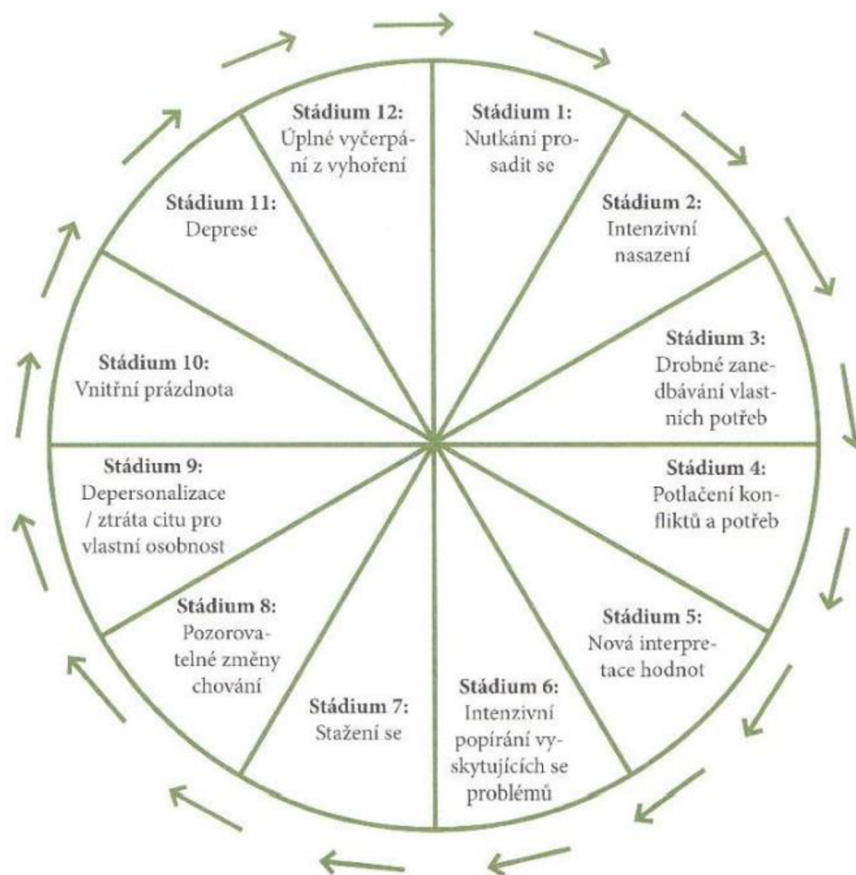 Stádium 1:
Nutkání pro-
sadit se
Stádium 2:
Intenzivní
nasazení
Stádium 3:
Drobné zane-
dbávání vlast-
ních potřeb
Stádium 4:
Potlačení kon-
fliktů a potřeb
Stádium 5:
Nová interpre-
tace hodnot
Stádium 6:
Intenzivní
popírání vy-
skytujících se
problémů
Stádium 7:
Stažení se
Stádium 8:
Pozorova-
telné změny
chování
Stádium 9:
Depersonalizace
/ ztráta citu pro
vlastní osobnost
Stádium 10:
Vnitřní prázdnota
Stádium 11:
Deprese
Stádium 12:
Úplné vyčerpá-
ní z vyhoření